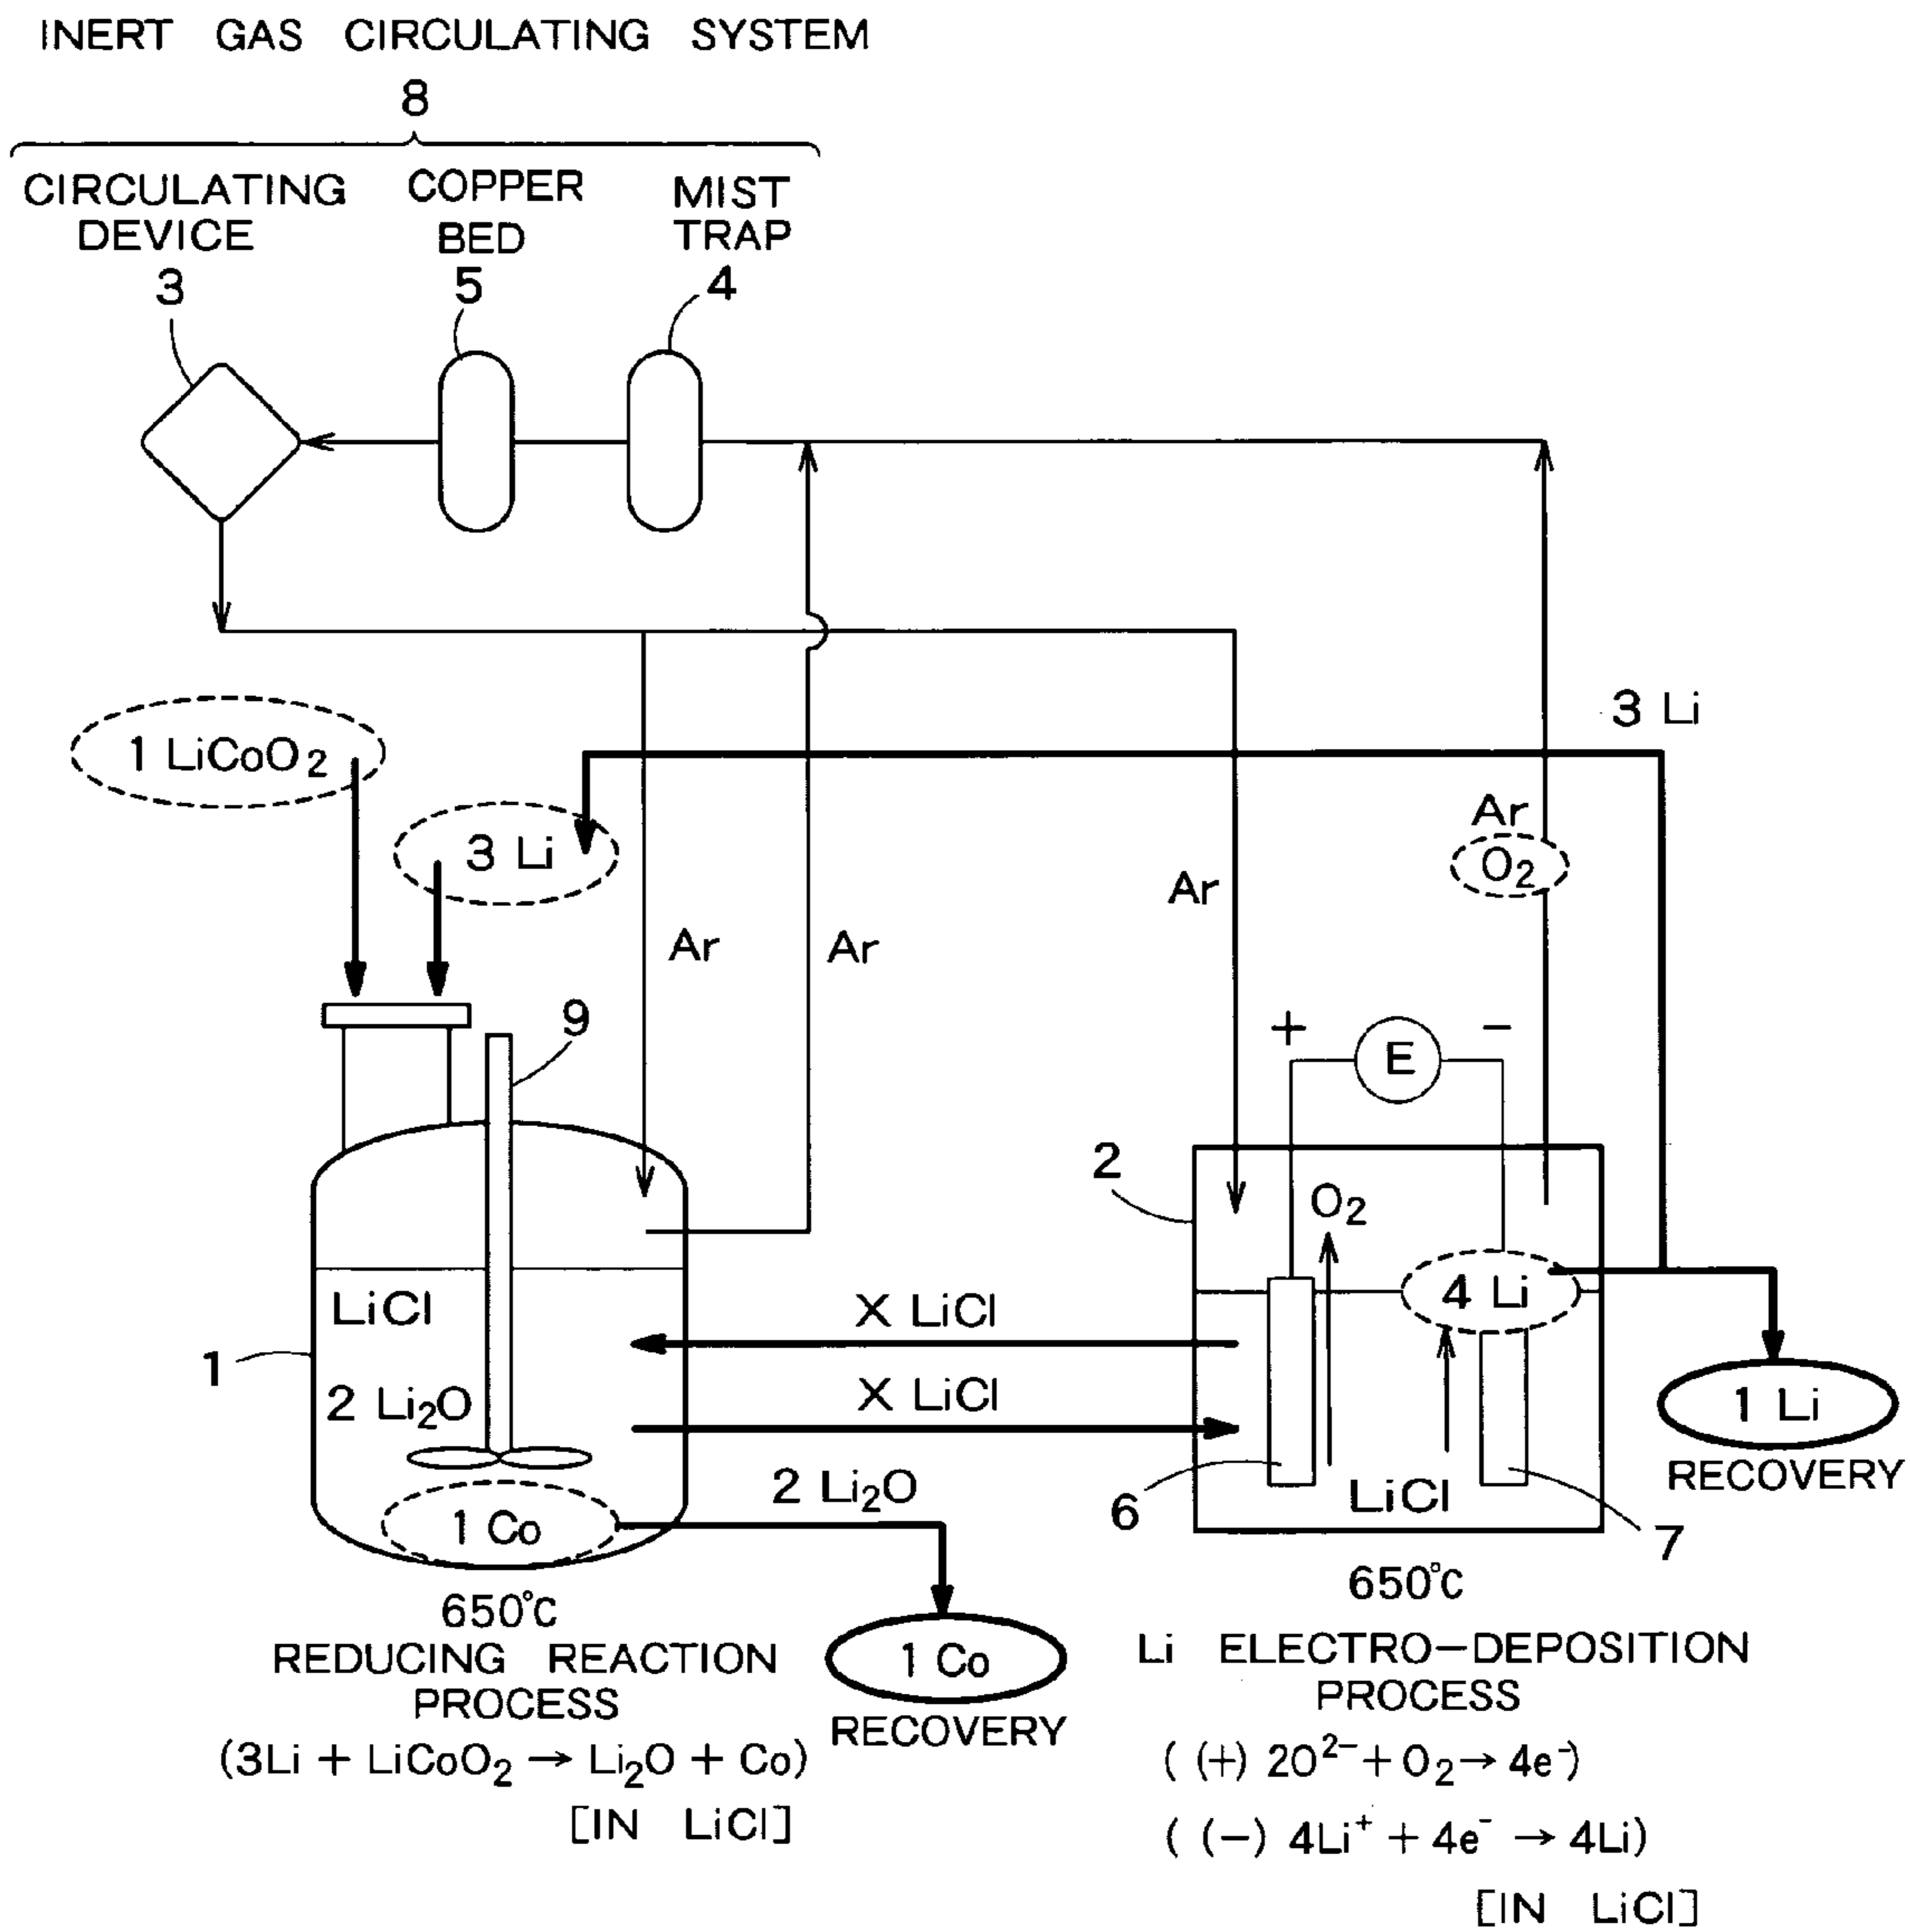 INERT GAS CIRCULATING SYSTEM
8
CIRCULATING
DEVICE
3
COPPER
BED
5
MIST
TRAP
4
3 Li
1 LiCoO₂
3 Li
Ar
O₂
Ar
Ar
Ar
9
+
E
−
2
O₂
4 Li
LiCl
X LiCl
1
2 Li₂O
X LiCl
1 Li
RECOVERY
2 Li₂O
6
LiCl
7
1 Co
650°C
REDUCING REACTION
PROCESS
(3Li + LiCoO₂ → Li₂O + Co)
[IN LiCl]
1 Co
RECOVERY
650°C
Li ELECTRO-DEPOSITION
PROCESS
( (+) 2O²⁻ + O₂ → 4e⁻)
( (−) 4Li⁺ + 4e⁻ → 4Li)
[IN LiCl]